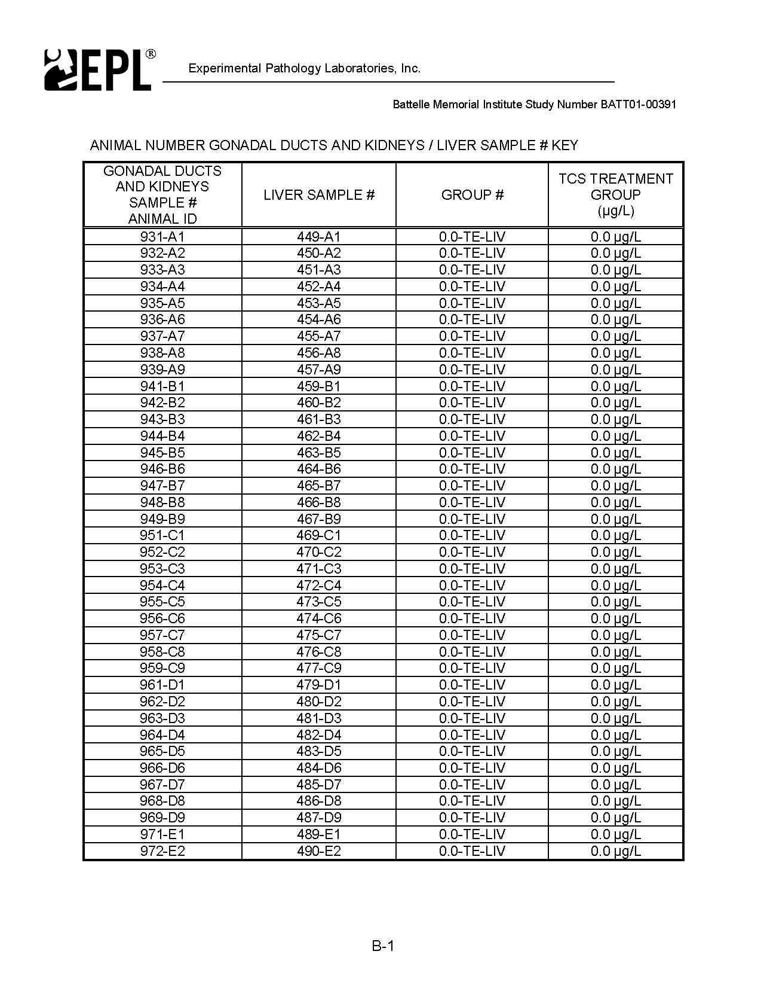 EPL®
Experimental Pathology Laboratories, Inc.
Battelle Memorial Institute Study Number BATT01-00391
ANIMAL NUMBER GONADAL DUCTS AND KIDNEYS / LIVER SAMPLE # KEY
GONADAL DUCTS AND KIDNEYS SAMPLE # ANIMAL ID LIVER SAMPLE # GROUP # TCS TREATMENT GROUP (µg/L)
931-A1 449-A1 0.0-TE-LIV 0.0 µg/L
932-A2 450-A2 0.0-TE-LIV 0.0 µg/L
933-A3 451-A3 0.0-TE-LIV 0.0 µg/L
934-A4 452-A4 0.0-TE-LIV 0.0 µg/L
935-A5 453-A5 0.0-TE-LIV 0.0 µg/L
936-A6 454-A6 0.0-TE-LIV 0.0 µg/L
937-A7 455-A7 0.0-TE-LIV 0.0 µg/L
938-A8 456-A8 0.0-TE-LIV 0.0 µg/L
939-A9 457-A9 0.0-TE-LIV 0.0 µg/L
941-B1 459-B1 0.0-TE-LIV 0.0 µg/L
942-B2 460-B2 0.0-TE-LIV 0.0 µg/L
943-B3 461-B3 0.0-TE-LIV 0.0 µg/L
944-B4 462-B4 0.0-TE-LIV 0.0 µg/L
945-B5 463-B5 0.0-TE-LIV 0.0 µg/L
946-B6 464-B6 0.0-TE-LIV 0.0 µg/L
947-B7 465-B7 0.0-TE-LIV 0.0 µg/L
948-B8 466-B8 0.0-TE-LIV 0.0 µg/L
949-B9 467-B9 0.0-TE-LIV 0.0 µg/L
951-C1 469-C1 0.0-TE-LIV 0.0 µg/L
952-C2 470-C2 0.0-TE-LIV 0.0 µg/L
953-C3 471-C3 0.0-TE-LIV 0.0 µg/L
954-C4 472-C4 0.0-TE-LIV 0.0 µg/L
955-C5 473-C5 0.0-TE-LIV 0.0 µg/L
956-C6 474-C6 0.0-TE-LIV 0.0 µg/L
957-C7 475-C7 0.0-TE-LIV 0.0 µg/L
958-C8 476-C8 0.0-TE-LIV 0.0 µg/L
959-C9 477-C9 0.0-TE-LIV 0.0 µg/L
961-D1 479-D1 0.0-TE-LIV 0.0 µg/L
962-D2 480-D2 0.0-TE-LIV 0.0 µg/L
963-D3 481-D3 0.0-TE-LIV 0.0 µg/L
964-D4 482-D4 0.0-TE-LIV 0.0 µg/L
965-D5 483-D5 0.0-TE-LIV 0.0 µg/L
966-D6 484-D6 0.0-TE-LIV 0.0 µg/L
967-D7 485-D7 0.0-TE-LIV 0.0 µg/L
968-D8 486-D8 0.0-TE-LIV 0.0 µg/L
969-D9 487-D9 0.0-TE-LIV 0.0 µg/L
971-E1 489-E1 0.0-TE-LIV 0.0 µg/L
972-E2 490-E2 0.0-TE-LIV 0.0 µg/L
B-1